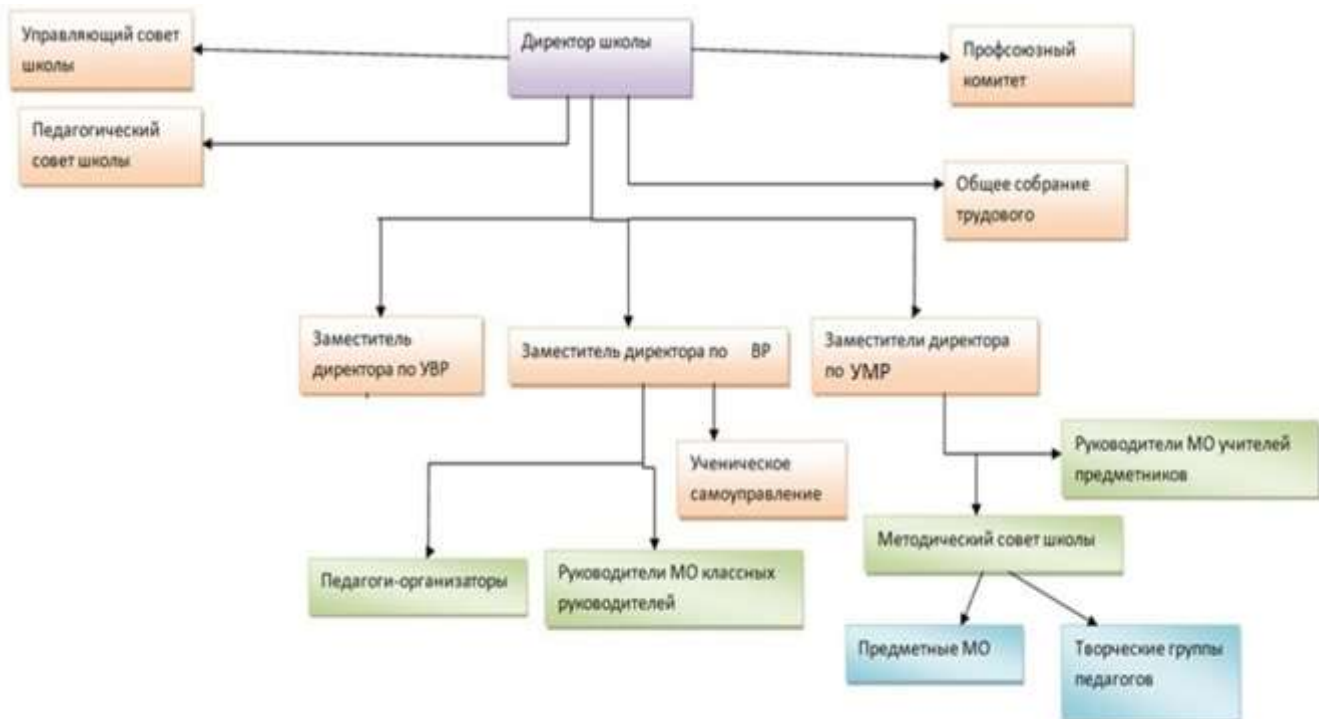 Управляющий совет
школы
Директор школы
Профсоюзный
комитет
Педагогический
совет школы
Общее собрание
трудового
Заместитель
директора по УВР
Заместитель директора по ВР
Заместители директора
по УМР
Ученическое
самоуправление
Руководители МО учителей
предметников
Педагоги-организаторы
Руководители МО классных
руководителей
Методический совет школы
Предметные МО
Творческие группы
педагогов